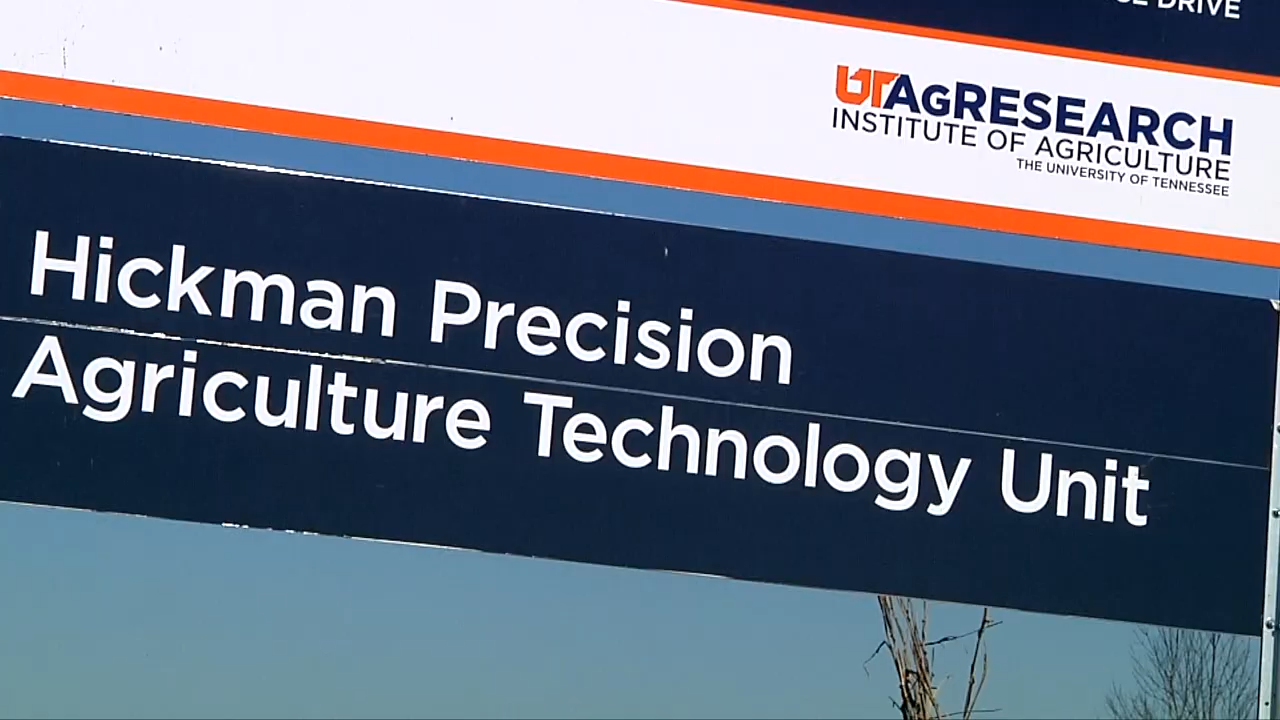 DRIVE
UTAgRESEARCH
INSTITUTE OF AGRICULTURE
THE UNIVERSITY OF TENNESSEE
Hickman Precision
Agriculture Technology Unit